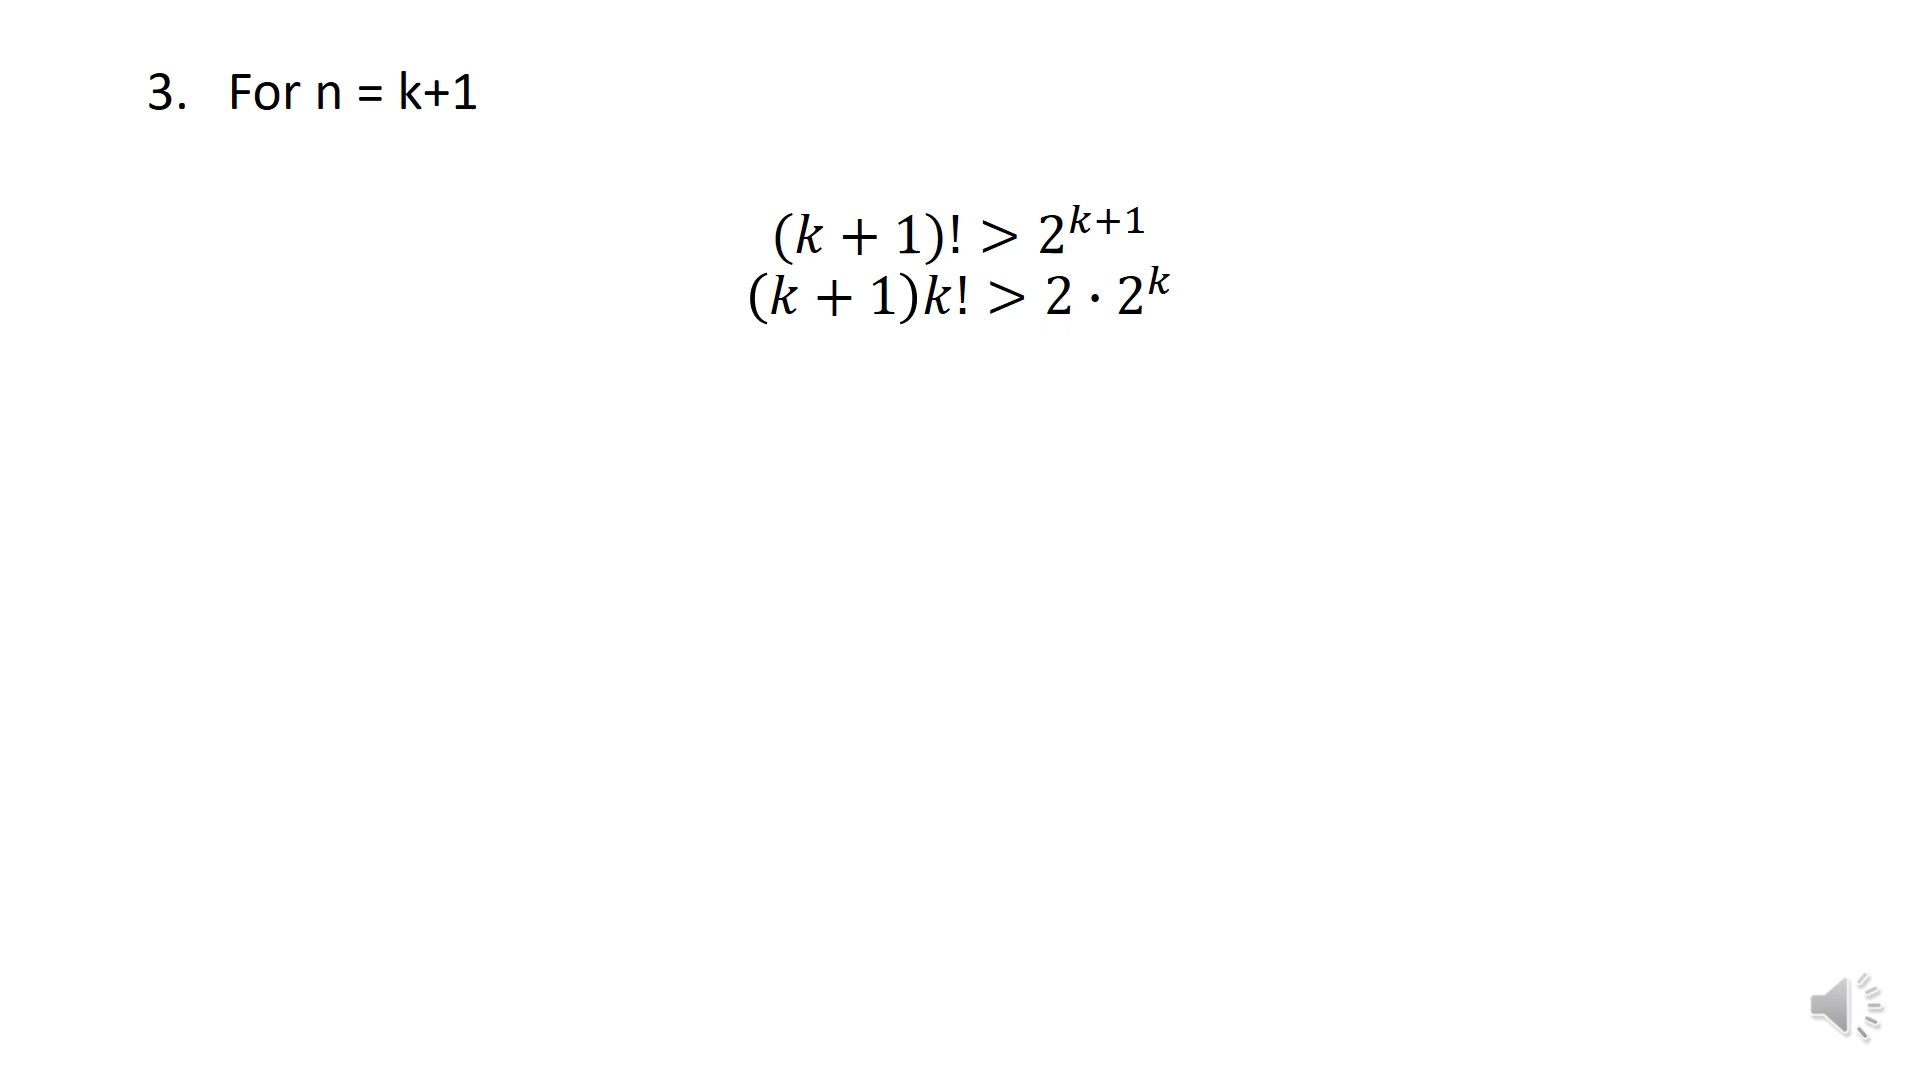 3. For n = k+1
(k + 1)! > 2^{k+1}
(k + 1)k! > 2 · 2^k